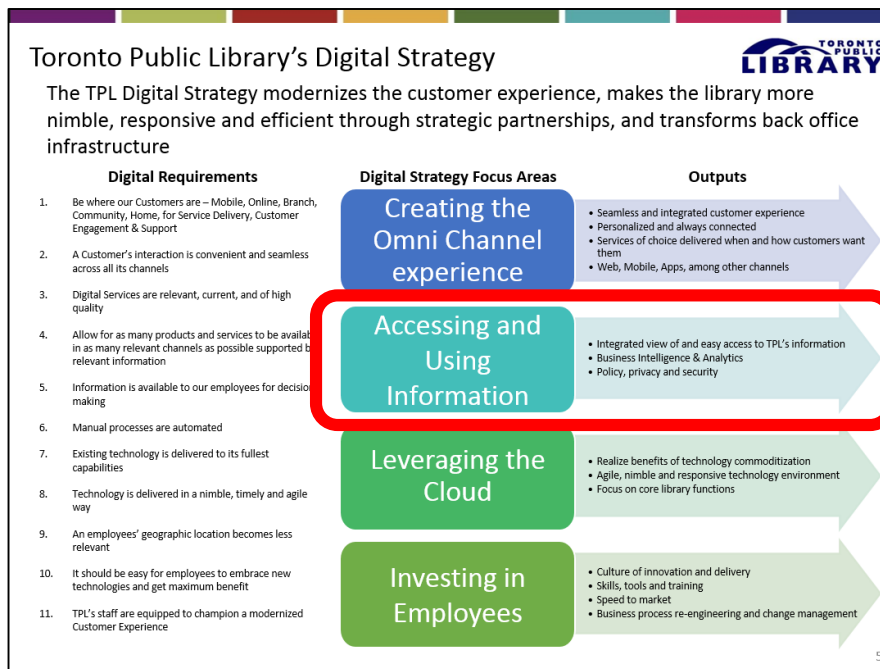 Toronto Public Library's Digital Strategy
TORONTO
PUBLIC
LIBRARY
The TPL Digital Strategy modernizes the customer experience, makes the library more
nimble, responsive and efficient through strategic partnerships, and transforms back office
infrastructure
Digital Requirements
1. Be where our Customers are – Mobile, Online, Branch,
Community, Home, for Service Delivery, Customer
Engagement & Support
2. A Customer's interaction is convenient and seamless
across all its channels
3. Digital Services are relevant, current, and of high
quality
4. Allow for as many products and services to be availab
in as many relevant channels as possible supported b
relevant information
5. Information is available to our employees for decision
making
6. Manual processes are automated
7. Existing technology is delivered to its fullest
capabilities
8. Technology is delivered in a nimble, timely and agile
way
9. An employees' geographic location becomes less
relevant
10. It should be easy for employees to embrace new
technologies and get maximum benefit
11. TPL's staff are equipped to champion a modernized
Customer Experience
Digital Strategy Focus Areas
Outputs
Creating the
Omni Channel
experience
• Seamless and integrated customer experience
• Personalized and always connected
• Services of choice delivered when and how customers want
them
• Web, Mobile, Apps, among other channels
Accessing and
Using
Information
• Integrated view of and easy access to TPL's information
• Business Intelligence & Analytics
• Policy, privacy and security
Leveraging the
Cloud
• Realize benefits of technology commoditization
• Agile, nimble and responsive technology environment
• Focus on core library functions
Investing in
Employees
• Culture of innovation and delivery
• Skills, tools and training
• Speed to market
• Business process re-engineering and change management
5